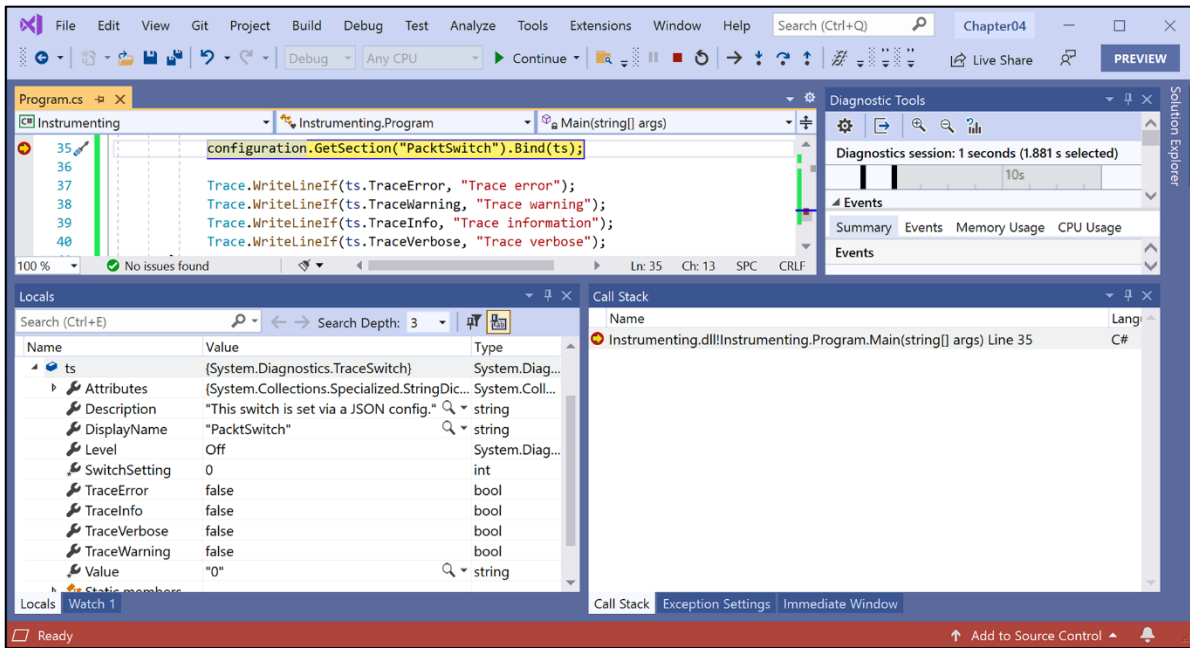 File Edit View Git Project Build Debug Test Analyze Tools Extensions Window Help Search (Ctrl+Q) Chapter04
Debug Any CPU Continue Live Share PREVIEW
Program.cs
Instrumenting Instrumenting.Program Main(string[] args)
35 configuration.GetSection("PacktSwitch").Bind(ts);
36
37 Trace.WriteLineIf(ts.TraceError, "Trace error");
38 Trace.WriteLineIf(ts.TraceWarning, "Trace warning");
39 Trace.WriteLineIf(ts.TraceInfo, "Trace information");
40 Trace.WriteLineIf(ts.TraceVerbose, "Trace verbose");
100 % No issues found Ln: 35 Ch: 13 SPC CRLF
Diagnostic Tools
Diagnostics session: 1 seconds (1.881 s selected)
10s
Events
Summary Events Memory Usage CPU Usage
Events
Solution Explorer
Locals
Search (Ctrl+E) Search Depth: 3
Name Value Type
ts {System.Diagnostics.TraceSwitch} System.Diag...
Attributes {System.Collections.Specialized.StringDic... System.Coll...
Description "This switch is set via a JSON config." string
DisplayName "PacktSwitch" string
Level Off System.Diag...
SwitchSetting 0 int
TraceError false bool
TraceInfo false bool
TraceVerbose false bool
TraceWarning false bool
Value "0" string
Static members
Locals Watch 1
Call Stack
Name Lang
Instrumenting.dll!Instrumenting.Program.Main(string[] args) Line 35 C#
Call Stack Exception Settings Immediate Window
Ready Add to Source Control